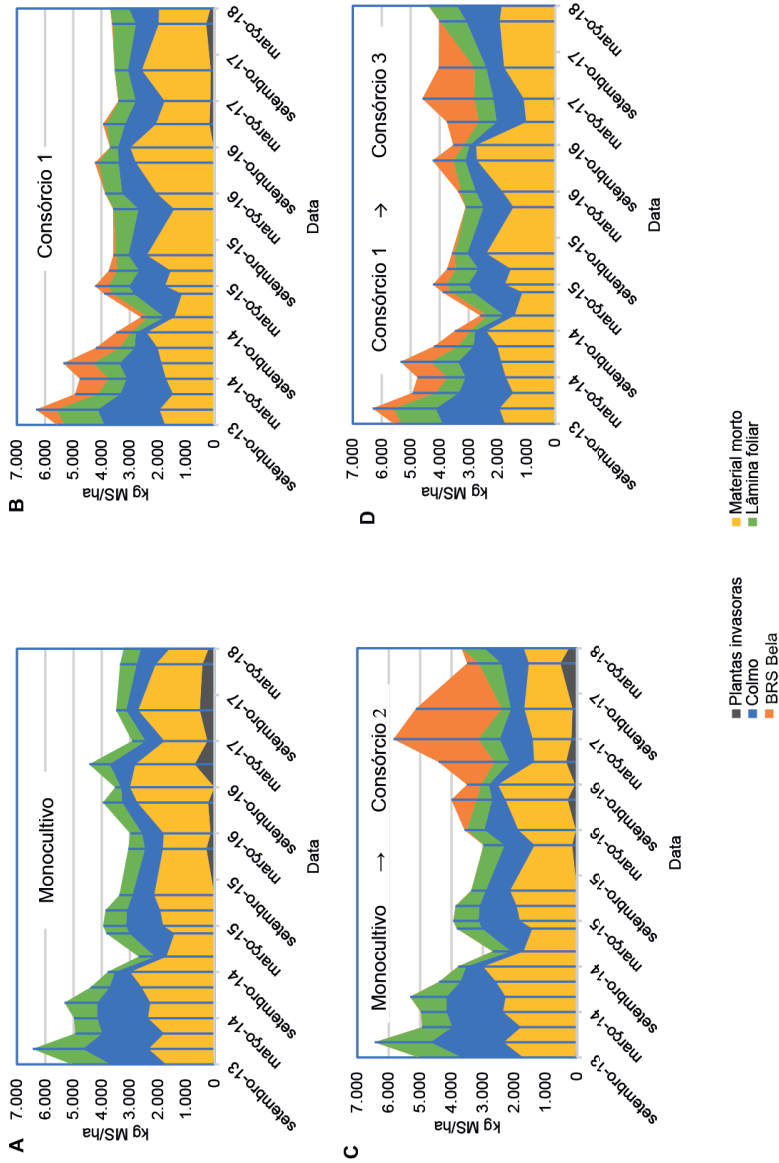 A
Monocultivo
kg MS/ha
7.000
6.000
5.000
4.000
3.000
2.000
1.000
0
setembro-13
março-14
setembro-14
março-15
setembro-15
março-16
setembro-16
março-17
setembro-17
março-18
Data
B
Consórcio 1
kg MS/ha
7.000
6.000
5.000
4.000
3.000
2.000
1.000
0
setembro-13
março-14
setembro-14
março-15
setembro-15
março-16
setembro-16
março-17
setembro-17
março-18
Data
C
Monocultivo → Consórcio 2
kg MS/ha
7.000
6.000
5.000
4.000
3.000
2.000
1.000
0
setembro-13
março-14
setembro-14
março-15
setembro-15
março-16
setembro-16
março-17
setembro-17
março-18
Data
D
Consórcio 1 → Consórcio 3
kg MS/ha
7.000
6.000
5.000
4.000
3.000
2.000
1.000
0
setembro-13
março-14
setembro-14
março-15
setembro-15
março-16
setembro-16
março-17
setembro-17
março-18
Data
Plantas invasoras
Material morto
Colmo
Lâmina foliar
BRS Bela